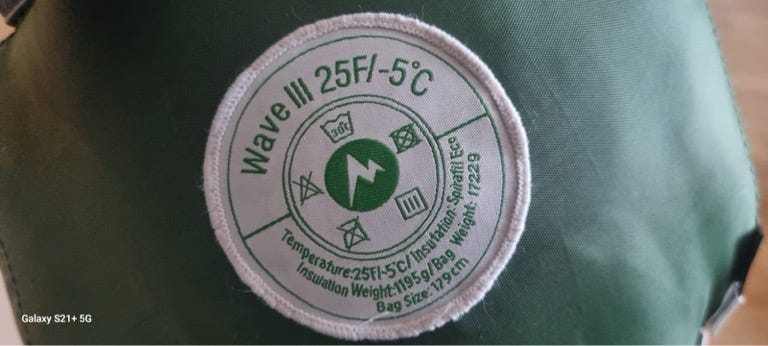 Wave III 25F/-5°C
30°C
Temperature:25F/-5°C/ Insulation: Spirafil Eco
Insulation Weight:1195g/Bag Weight: 1722g
Bag Size: 179cm
Galaxy S21+ 5G